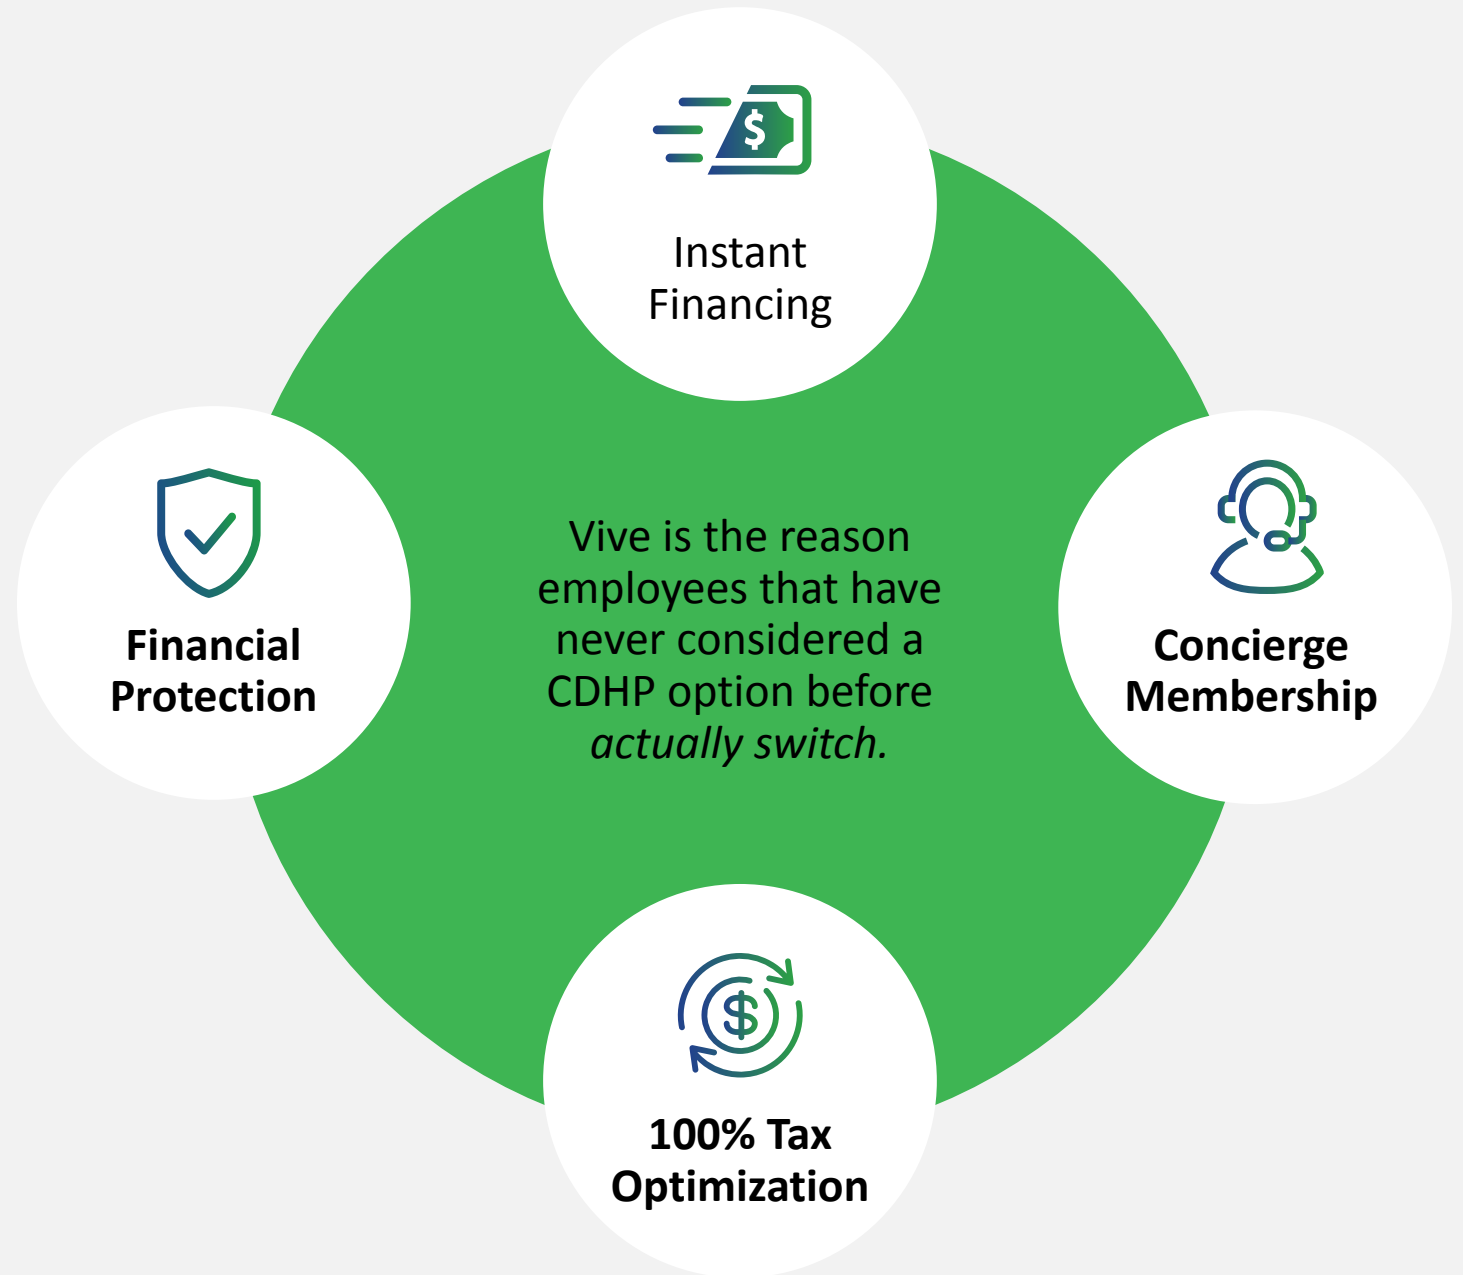 $
Instant
Financing
Financial
Protection
Vive is the reason
employees that have
never considered a
CDHP option before
actually switch.
Concierge
Membership
$
100% Tax
Optimization